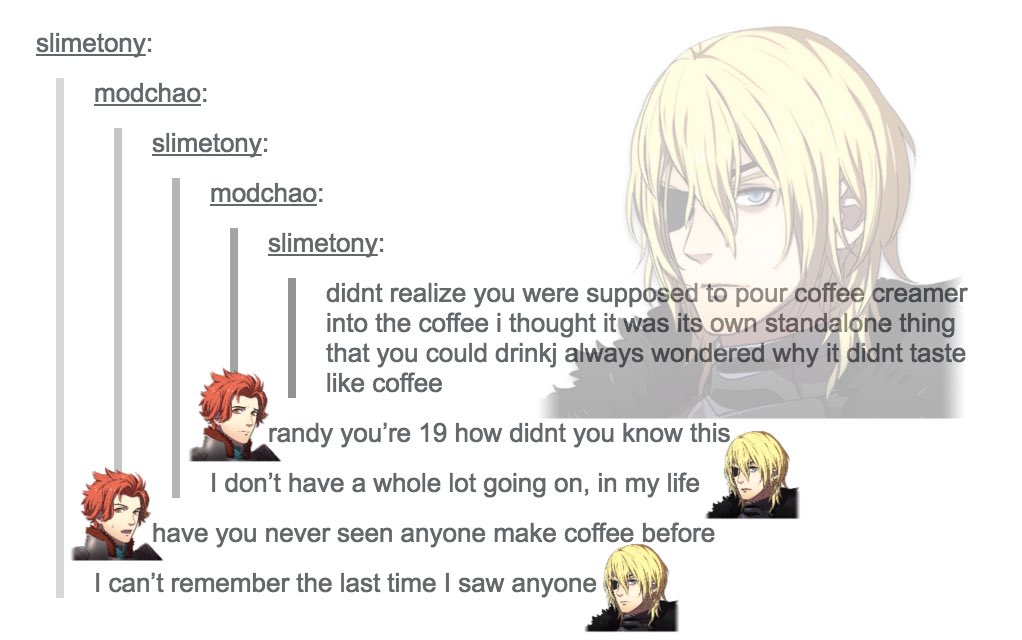 slimetony:
modchao:
slimetony:
modchao:
slimetony:
didnt realize you were supposed to pour coffee creamer
into the coffee i thought it was its own standalone thing
that you could drinkj always wondered why it didnt taste
like coffee
randy you’re 19 how didnt you know this
I don’t have a whole lot going on, in my life
have you never seen anyone make coffee before
I can’t remember the last time I saw anyone